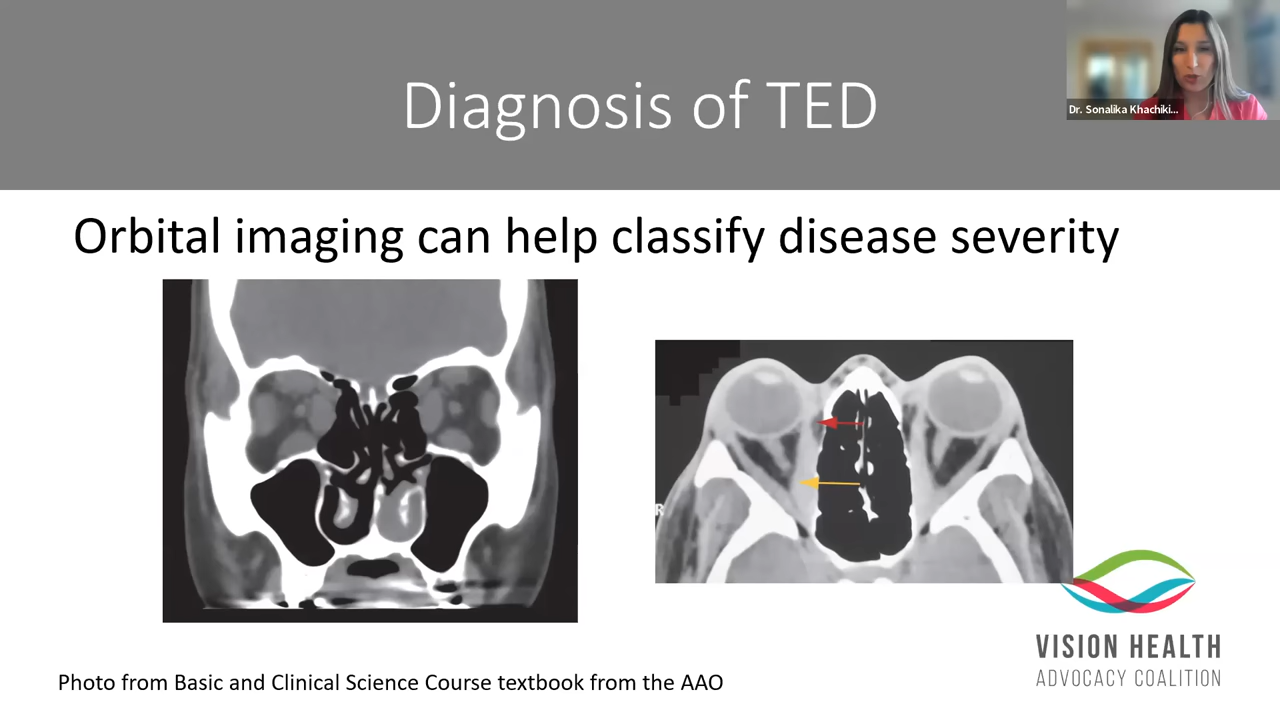 Diagnosis of TED
Dr. Sonalika Khachiki...
Orbital imaging can help classify disease severity
R
VISION HEALTH
ADVOCACY COALITION
Photo from Basic and Clinical Science Course textbook from the AAO